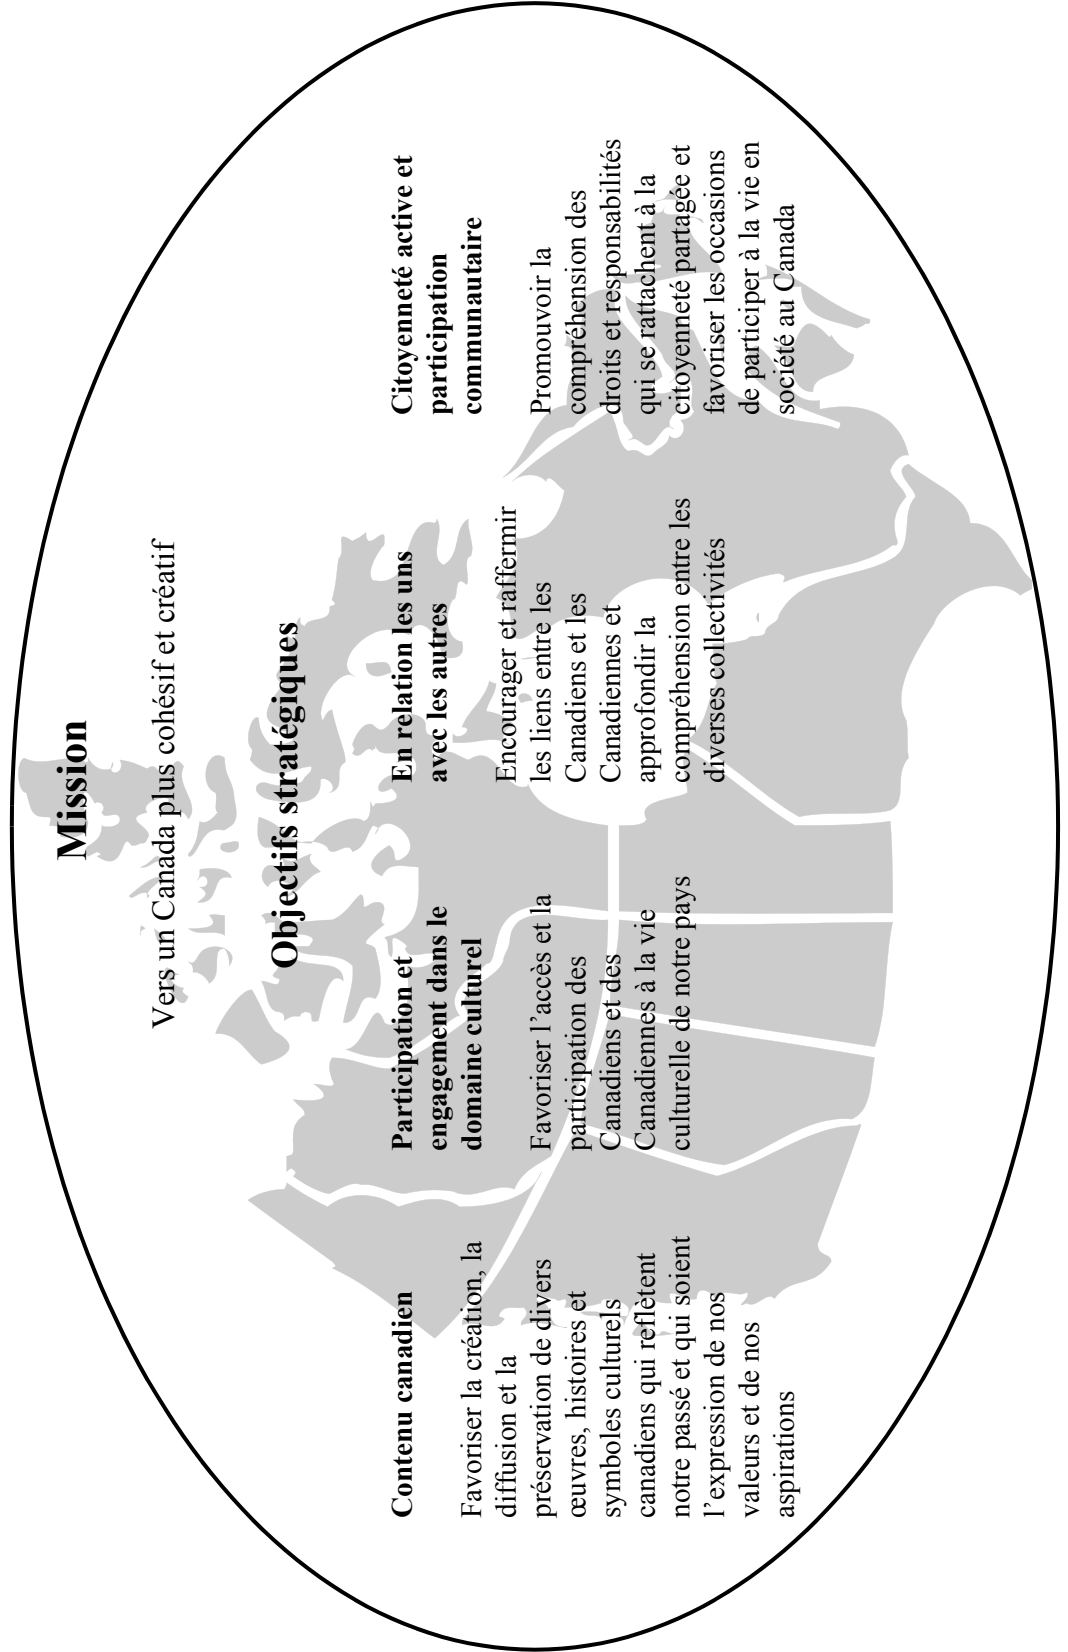 Mission
Vers un Canada plus cohésif et créatif
Objectifs stratégiques
Contenu canadien
Favoriser la création, la
diffusion et la
préservation de divers
œuvres, histoires et
symboles culturels
canadiens qui reflètent
notre passé et qui soient
l’expression de nos
valeurs et de nos
aspirations
Participation et
engagement dans le
domaine culturel
Favoriser l’accès et la
participation des
Canadiens et des
Canadiennes à la vie
culturelle de notre pays
En relation les uns
avec les autres
Encourager et raffermir
les liens entre les
Canadiens et les
Canadiennes et
approfondir la
compréhension entre les
diverses collectivités
Citoyenneté active et
participation
communautaire
Promouvoir la
compréhension des
droits et responsabilités
qui se rattachent à la
citoyenneté partagée et
favoriser les occasions
de participer à la vie en
société au Canada